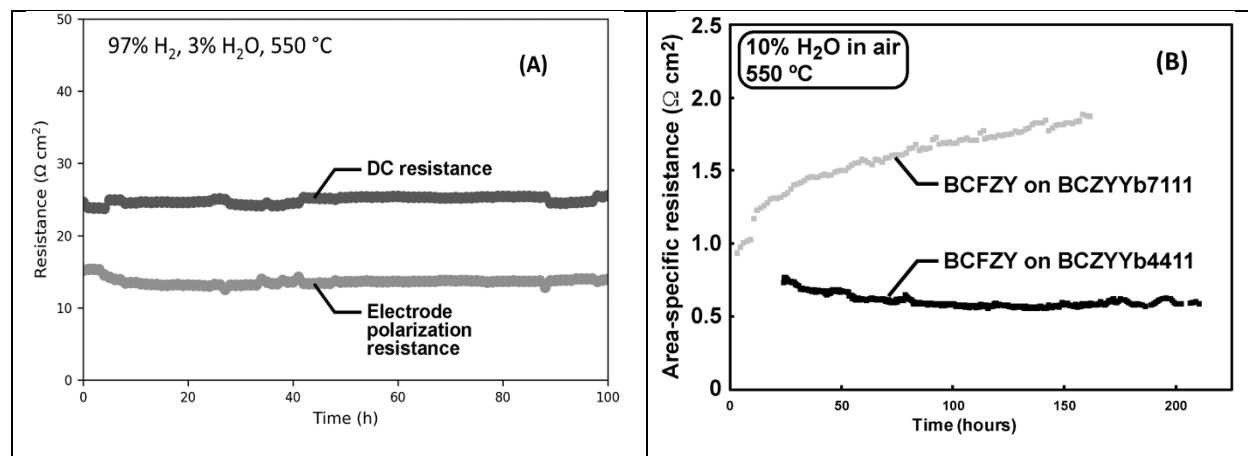 97% H₂, 3% H₂O, 550 °C
(A)
50
40
30
20
10
0
Resistance (Ω cm²)
DC resistance
Electrode
polarization
resistance
0 20 40 60 80 100
Time (h)
10% H₂O in air
550 ºC
(B)
2.5
2.0
1.5
1.0
0.5
0
Area-specific resistance (Ω cm²)
BCFZY on BCZYYb7111
BCFZY on BCZYYb4411
0 50 100 150 200
Time (hours)